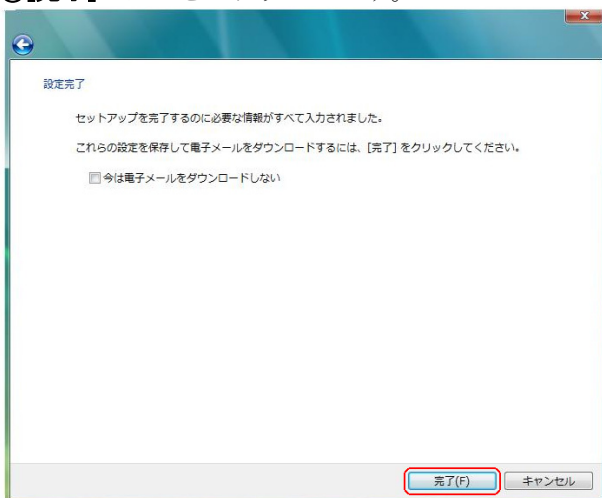 設定完了
セットアップを完了するのに必要な情報がすべて入力されました。
これらの設定を保存して電子メールをダウンロードするには、[完了] をクリックしてください。
今は電子メールをダウンロードしない
完了(F)
キャンセル